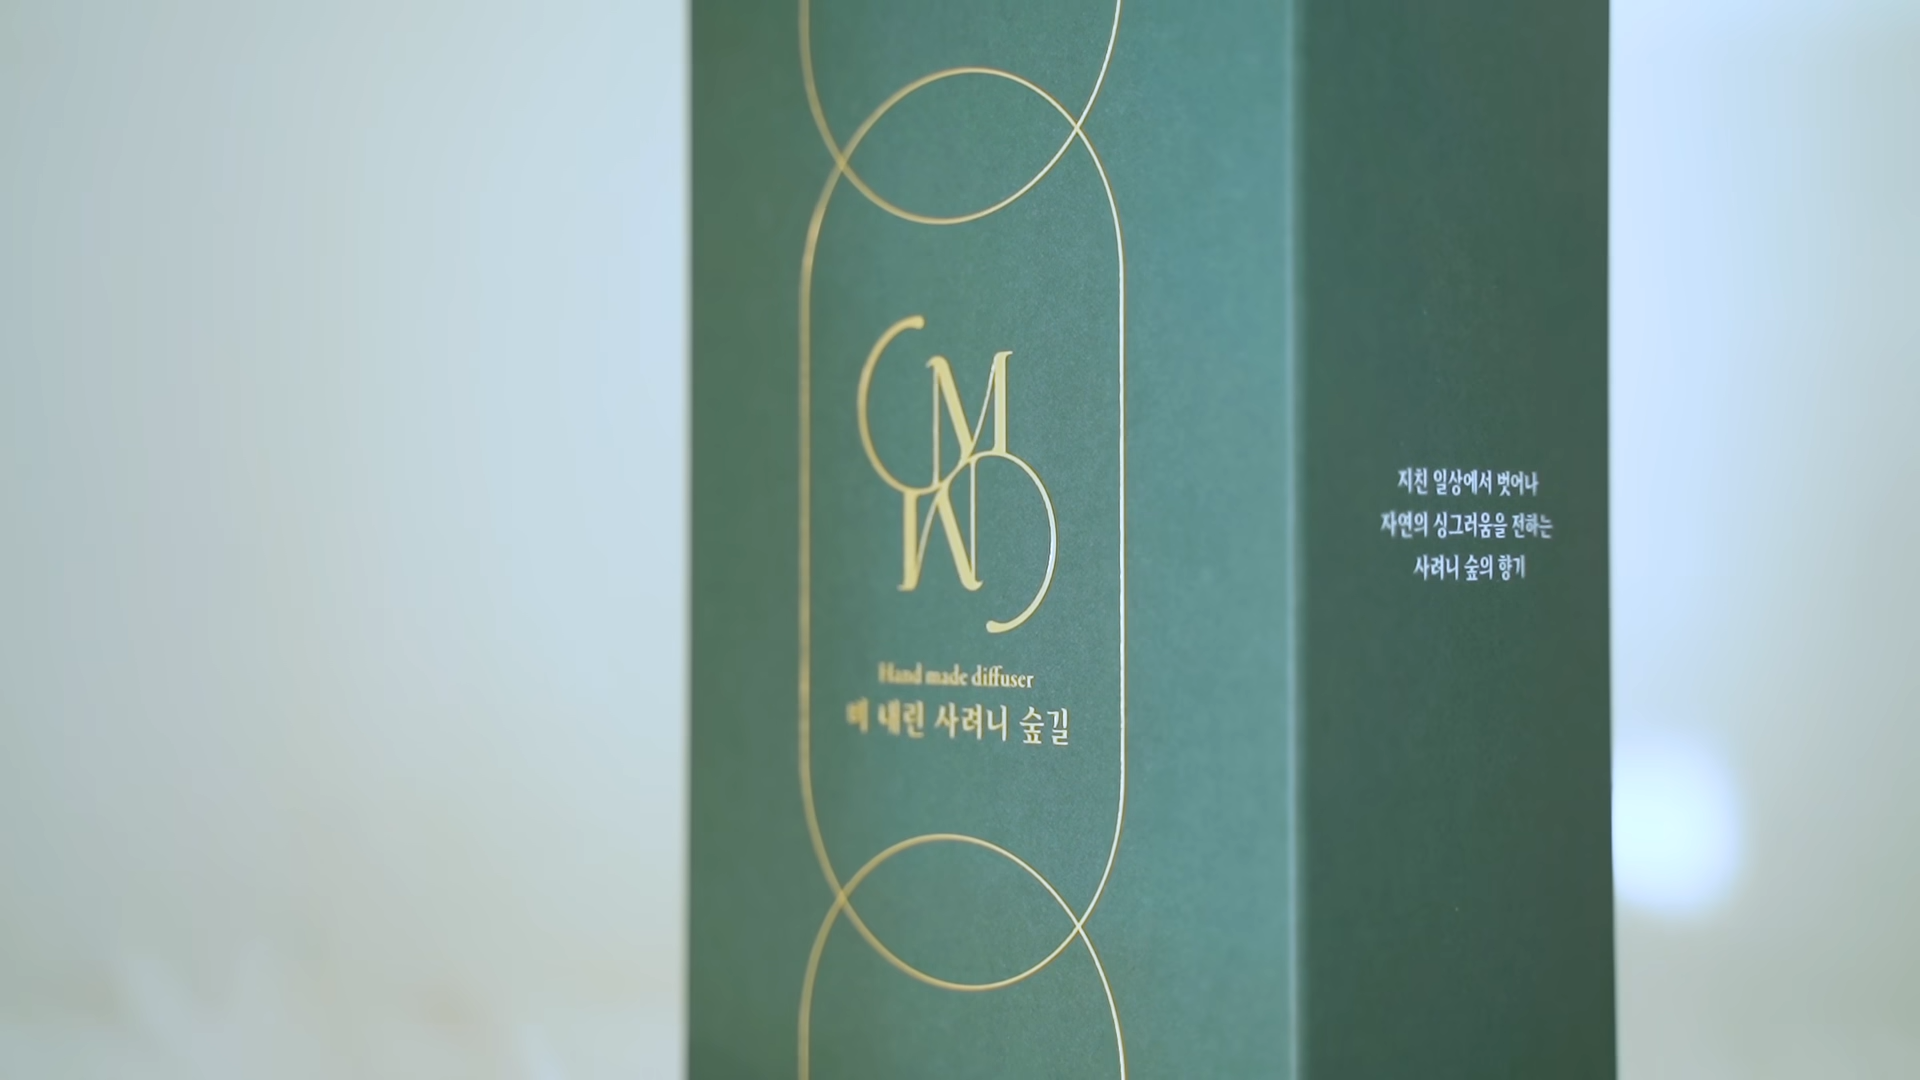 CM
CM
Hand made diffuser
비 내린 사려니 숲길
지친 일상에서 벗어나
자연의 싱그러움을 전하는
사려니 숲의 향기